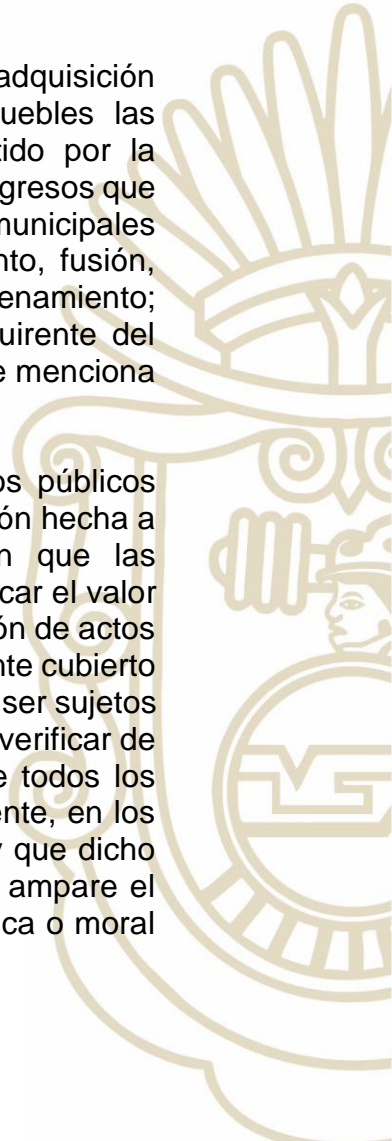 adquisición
uebles las
tido por la
gresos que
municipales
nto, fusión,
enamiento;
uirente del
e menciona
os públicos
ón hecha a
n que las
car el valor
ón de actos
nte cubierto
ser sujetos
verificar de
e todos los
ente, en los
y que dicho
ampare el
ca o moral